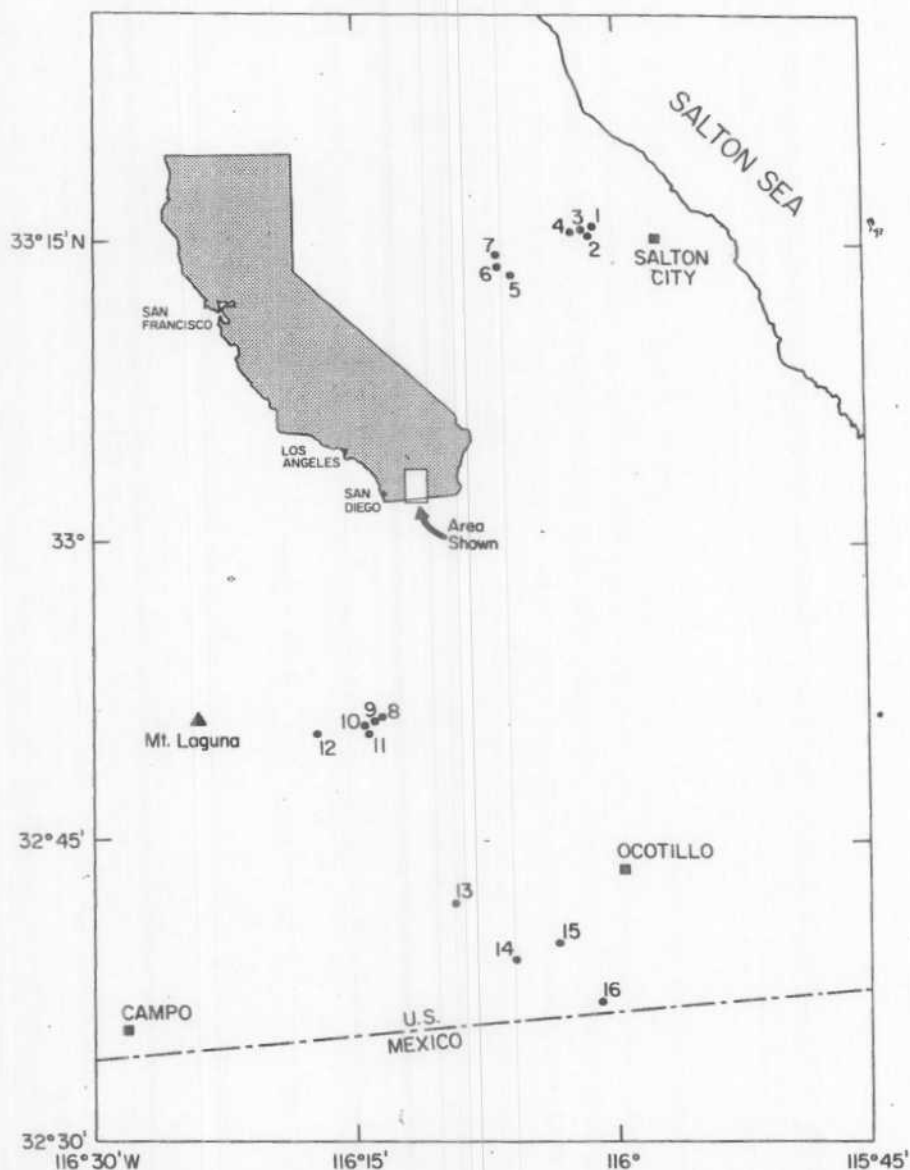 SALTON SEA
3 1
4 2
33°15'N
7
6
5
SALTON
CITY
SAN
FRANCISCO
LOS
ANGELES
SAN
DIEGO
Area
Shown
33°
Mt. Laguna
9 8
10
12 11
32°45'
OCOTILLO
13
15
14
16
CAMPO
U.S.
MEXICO
32°30'
116°30'W 116°15' 116° 115°45'